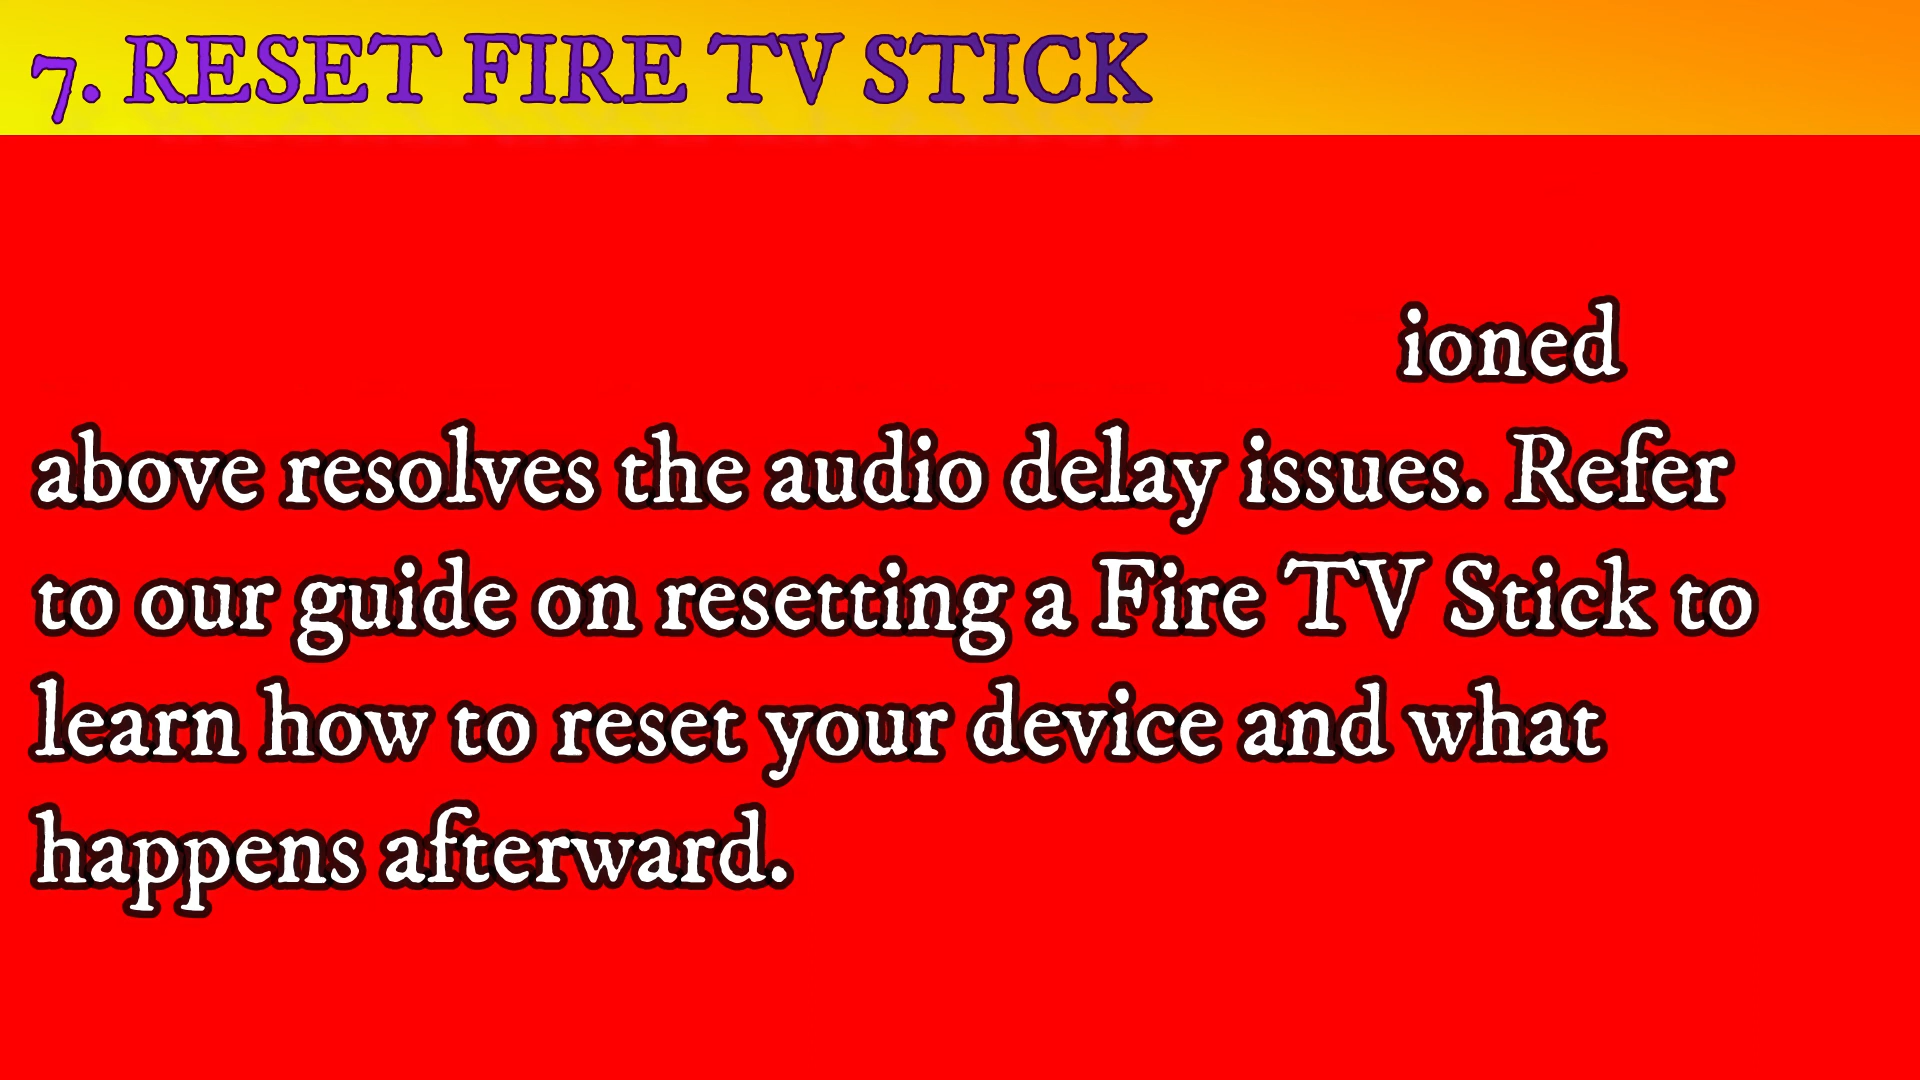 7. RESET FIRE TV STICK
ioned
above resolves the audio delay issues. Refer
to our guide on resetting a Fire TV Stick to
learn how to reset your device and what
happens afterward.